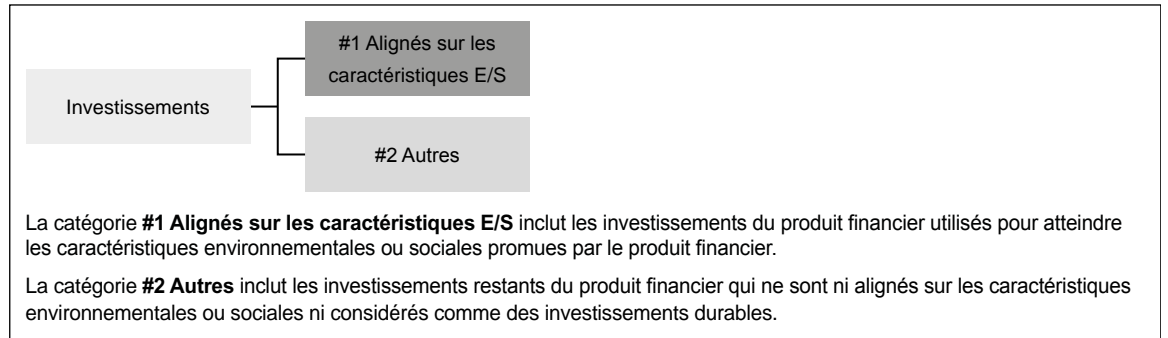 #1 Alignés sur les
caractéristiques E/S
Investissements
#2 Autres
La catégorie #1 Alignés sur les caractéristiques E/S inclut les investissements du produit financier utilisés pour atteindre
les caractéristiques environnementales ou sociales promues par le produit financier.
La catégorie #2 Autres inclut les investissements restants du produit financier qui ne sont ni alignés sur les caractéristiques
environnementales ou sociales ni considérés comme des investissements durables.